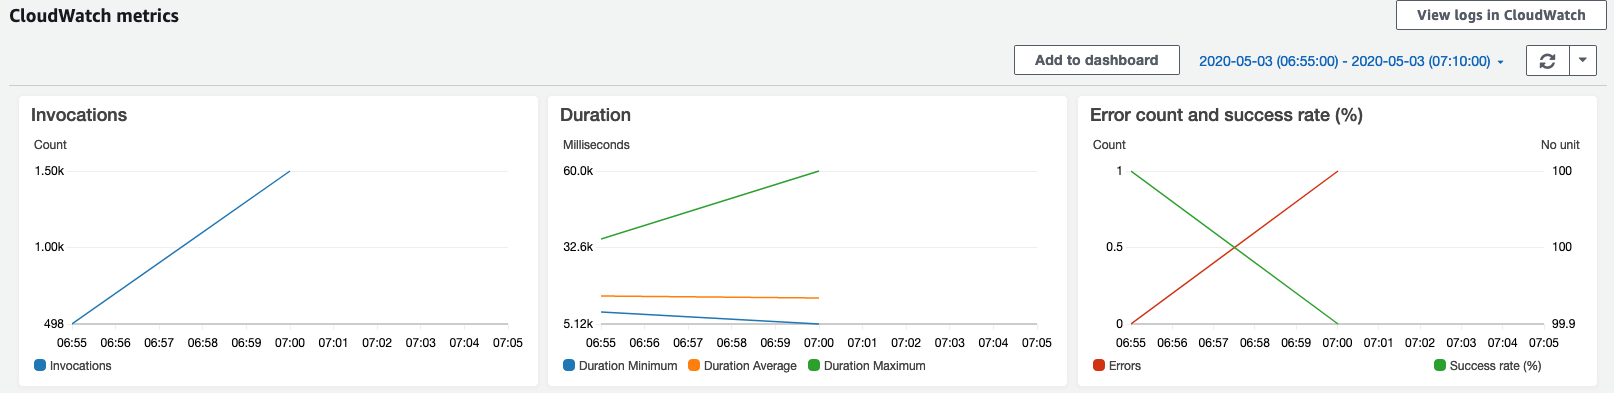 CloudWatch metrics
View logs in CloudWatch
Add to dashboard
2020-05-03 (06:55:00) - 2020-05-03 (07:10:00)
Invocations
Count
1.50k
1.00k
498
06:55 06:56 06:57 06:58 06:59 07:00 07:01 07:02 07:03 07:04 07:05
Invocations
Duration
Milliseconds
60.0k
32.6k
5.12k
06:55 06:56 06:57 06:58 06:59 07:00 07:01 07:02 07:03 07:04 07:05
Duration Minimum Duration Average Duration Maximum
Error count and success rate (%)
Count No unit
1 100
0.5 100
0 99.9
06:55 06:56 06:57 06:58 06:59 07:00 07:01 07:02 07:03 07:04 07:05
Errors Success rate (%)